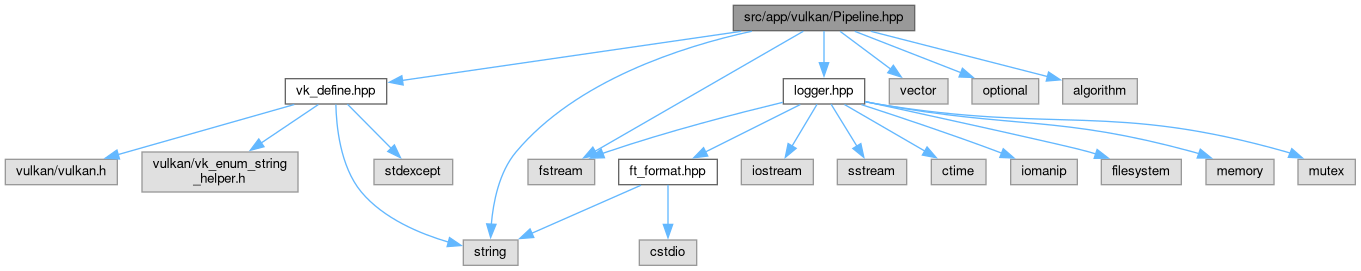 src/app/vulkan/Pipeline.hpp
vk_define.hpp
logger.hpp
vector
optional
algorithm
vulkan/vulkan.h
vulkan/vk_enum_string
_helper.h
stdexcept
fstream
ft_format.hpp
iostream
sstream
ctime
iomanip
filesystem
memory
mutex
string
cstdio